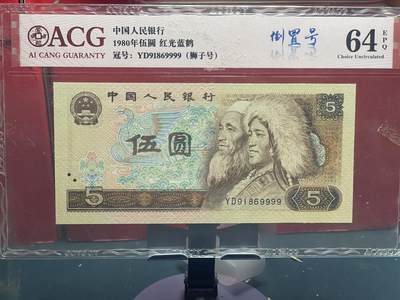 ACG
AI CANG GUARANTY
中国人民银行
1980年伍圆 红光蓝鹤
冠号: YD91869999 (狮子号)
倒置号
64 EPQ
Choice Uncirculated
中国人民银行
5
伍圆
YD91869999
5
5